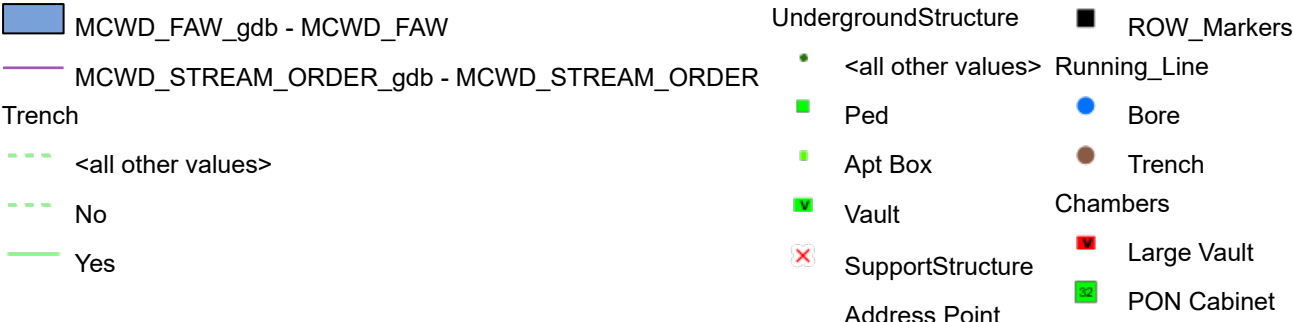 MCWD_FAW_gdb - MCWD_FAW
MCWD_STREAM_ORDER_gdb - MCWD_STREAM_ORDER
Trench
<all other values>
No
Yes
UndergroundStructure
<all other values>
Ped
Apt Box
V Vault
SupportStructure
Address Point
ROW_Markers
Running_Line
Bore
Trench
Chambers
V Large Vault
32 PON Cabinet